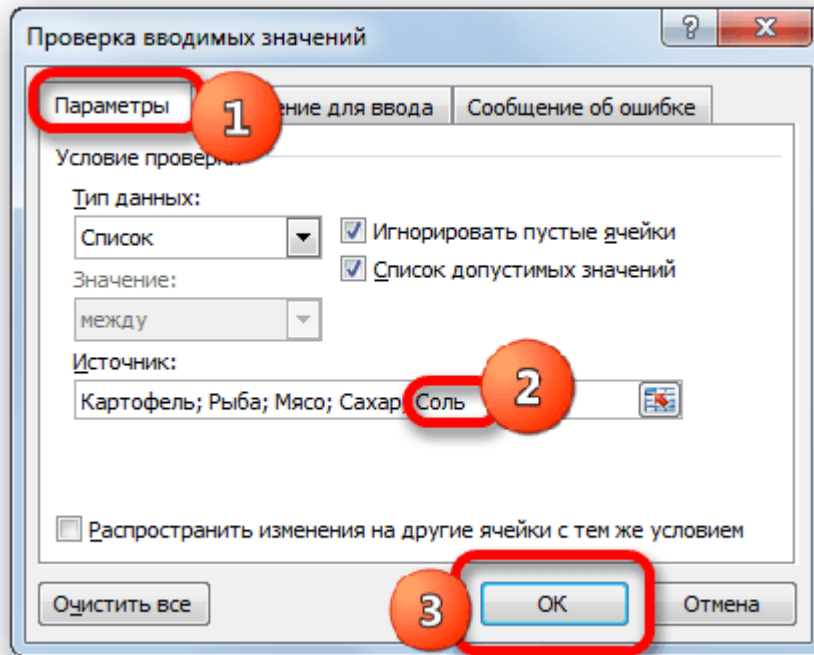 Проверка вводимых значений
Параметры
1
ение для ввода
Сообщение об ошибке
Условие проверки
Тип данных:
Список
Игнорировать пустые ячейки
Список допустимых значений
Значение:
между
Источник:
Картофель; Рыба; Мясо; Сахар; Соль
2
Распространить изменения на другие ячейки с тем же условием
Очистить все
3
ОК
Отмена